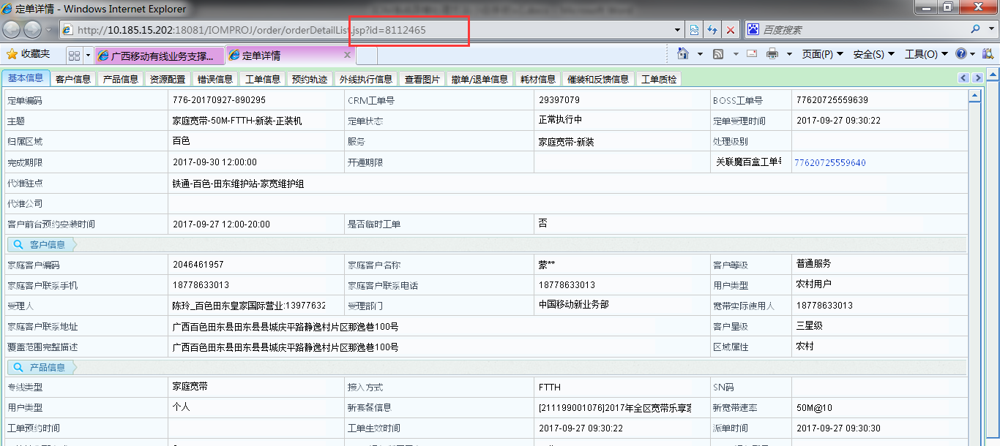 定单详情 - Windows Internet Explorer
http://10.185.15.202:18081/IOMPROJ/order/orderDetailList.jsp?id=8112465 百度搜索
收藏夹 广西移动有线业务支撑... 定单详情 页面(P) 安全(S) 工具(O)
基本信息 客户信息 产品信息 资源配置 错误信息 工单信息 预约轨迹 外线执行信息 查看图片 撤单/退单信息 耗材信息 催装和反馈信息 工单质检
定单编码 776-20170927-890295 CRM工单号 29397079 BOSS工单号 77620725559639
主题 家庭宽带-50M-FTTH-新装-正装机 定单状态 正常执行中 定单受理时间 2017-09-27 09:30:22
归属区域 百色 服务 家庭宽带-新装 处理级别
完成期限 2017-09-30 12:00:00 开通期限 关联魔百盒工单号 77620725559640
代维驻点 铁通-百色-田东维护站-家宽维护组
代维公司
客户前台预约安装时间 2017-09-27 12:00-20:00 是否临时工单 否
客户信息
家庭客户编码 2046461957 家庭客户名称 蒙** 客户等级 普通服务
家庭客户联系手机 18778633013 家庭客户联系电话 18778633013 用户类型 农村用户
受理人 陈玲_百色田东皇家国际营业:13977632 受理部门 中国移动新业务部 宽带实际使用人 18778633013
家庭客户联系地址 广西百色田东县田东县县城庆平路静逸村片区那逸巷100号 客户星级 三星级
覆盖范围完整描述 广西百色田东县田东县县城庆平路静逸村片区那逸巷100号 区域属性 农村
产品信息
专线类型 家庭宽带 接入方式 FTTH SN码
用户类型 个人 新套餐信息 [211199001076]2017年全区宽带乐享家 新宽带速率 50M@10
工单预约时间 工单生效时间 2017-09-27 09:30:22 派单时间 2017-09-27 09:30:30